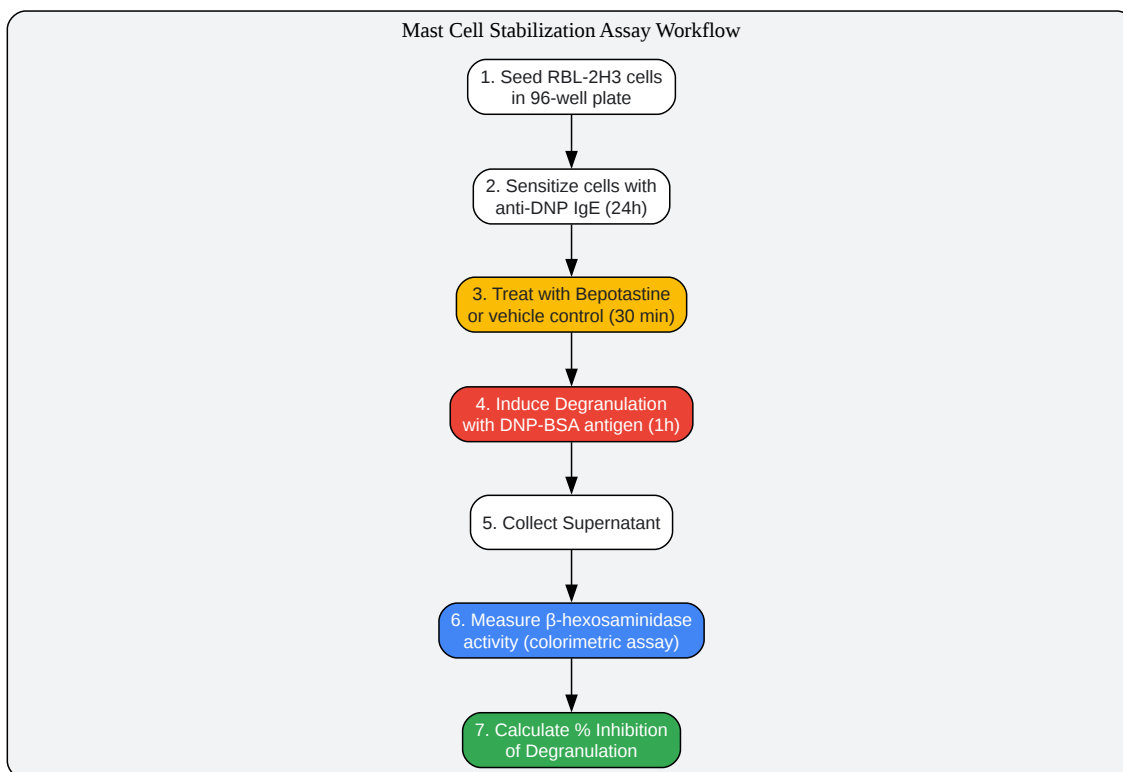 Mast Cell Stabilization Assay Workflow
1. Seed RBL-2H3 cells
in 96-well plate
2. Sensitize cells with
anti-DNP IgE (24h)
3. Treat with Bepotastine
or vehicle control (30 min)
4. Induce Degranulation
with DNP-BSA antigen (1h)
5. Collect Supernatant
6. Measure β-hexosaminidase
activity (colorimetric assay)
7. Calculate % Inhibition
of Degranulation